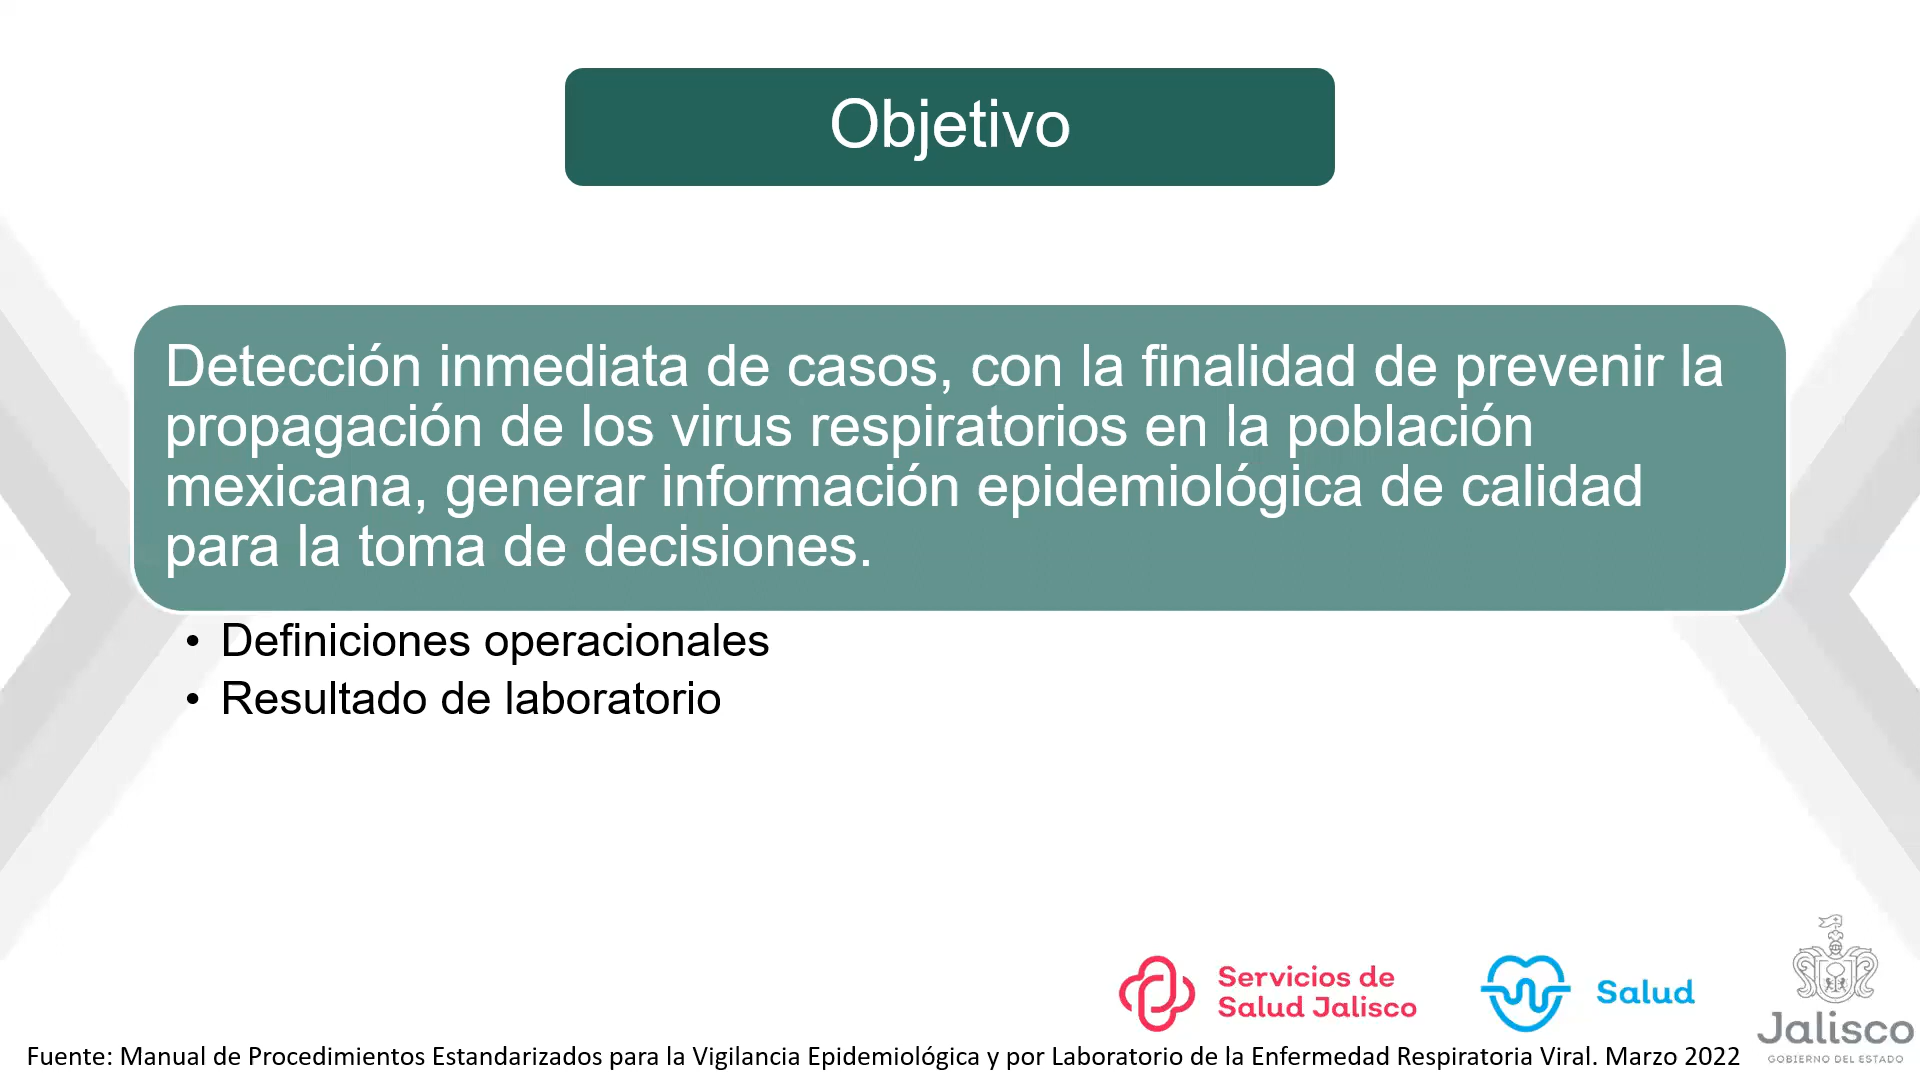 Objetivo
Detección inmediata de casos, con la finalidad de prevenir la
propagación de los virus respiratorios en la población
mexicana, generar información epidemiológica de calidad
para la toma de decisiones.
• Definiciones operacionales
• Resultado de laboratorio
Servicios de
Salud Jalisco
Salud
Jalisco
GOBIERNO DEL ESTADO
Fuente: Manual de Procedimientos Estandarizados para la Vigilancia Epidemiológica y por Laboratorio de la Enfermedad Respiratoria Viral. Marzo 2022